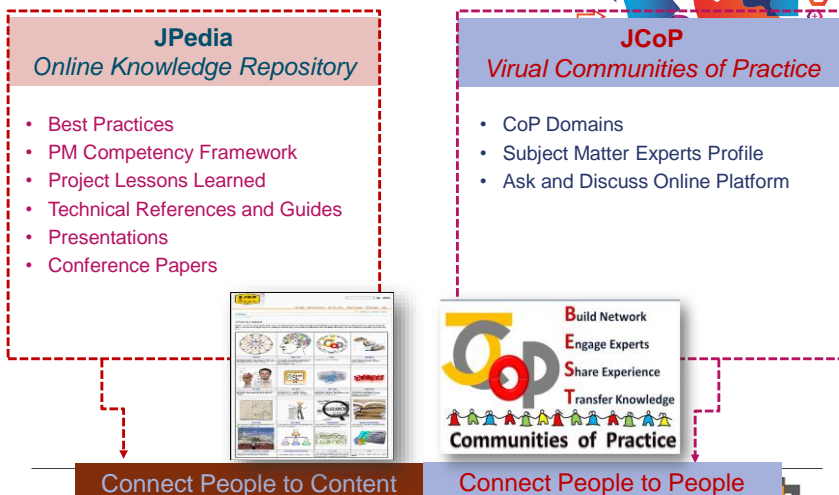 JPedia
Online Knowledge Repository
• Best Practices
• PM Competency Framework
• Project Lessons Learned
• Technical References and Guides
• Presentations
• Conference Papers
JCoP
Virual Communities of Practice
• CoP Domains
• Subject Matter Experts Profile
• Ask and Discuss Online Platform
JCoP
Build Network
Engage Experts
Share Experience
Transfer Knowledge
Communities of Practice
Connect People to Content
Connect People to People